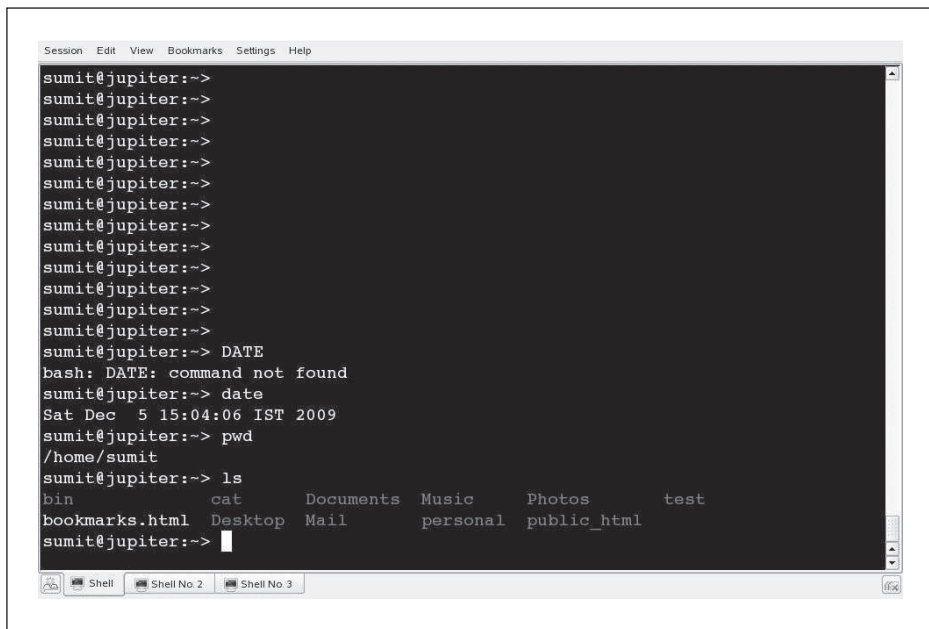 Session Edit View Bookmarks Settings Help
sumit@jupiter:~>
sumit@jupiter:~>
sumit@jupiter:~>
sumit@jupiter:~>
sumit@jupiter:~>
sumit@jupiter:~>
sumit@jupiter:~>
sumit@jupiter:~>
sumit@jupiter:~>
sumit@jupiter:~>
sumit@jupiter:~>
sumit@jupiter:~>
sumit@jupiter:~>
sumit@jupiter:~> DATE
bash: DATE: command not found
sumit@jupiter:~> date
Sat Dec  5 15:04:06 IST 2009
sumit@jupiter:~> pwd
/home/sumit
sumit@jupiter:~> ls
bin cat Documents Music Photos test
bookmarks.html Desktop Mail personal public_html
sumit@jupiter:~>
Shell Shell No. 2 Shell No. 3